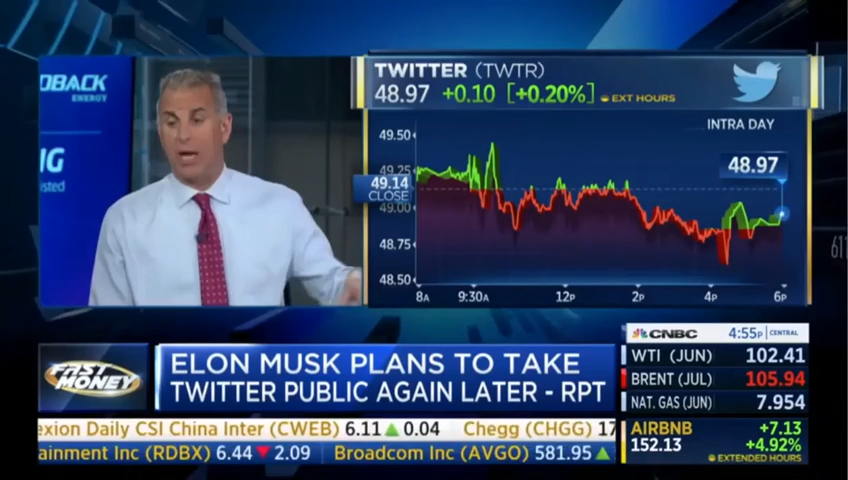 OBACK
ENERGY
IG
isted
TWITTER (TWTR)
48.97 +0.10 [+0.20%] EXT HOURS
INTRA DAY
49.50
49.25
49.14
CLOSE
49.00
48.75
48.50
48.97
8A 9:30A 12P 2P 4P 6P
611
FAST MONEY
ELON MUSK PLANS TO TAKE
TWITTER PUBLIC AGAIN LATER - RPT
CNBC 4:55P CENTRAL
WTI (JUN) 102.41
BRENT (JUL) 105.94
NAT. GAS (JUN) 7.954
AIRBNB +7.13
152.13 +4.92%
EXTENDED HOURS
exion Daily CSI China Inter (CWEB) 6.11 ▲ 0.04 Chegg (CHGG) 17
ainment Inc (RDBX) 6.44 ▼ 2.09 Broadcom Inc (AVGO) 581.95 ▲